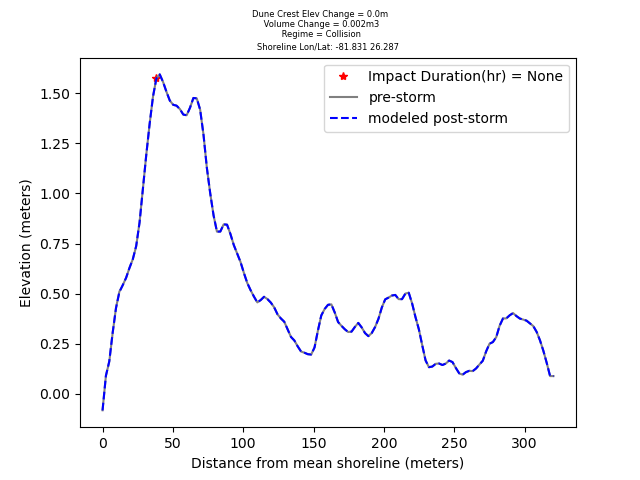 Dune Crest Elev Change = 0.0m
Volume Change = 0.002m3
Regime = Collision
Shoreline Lon/Lat: -81.831 26.287
Impact Duration(hr) = None
pre-storm
modeled post-storm
Elevation (meters)
1.50
1.25
1.00
0.75
0.50
0.25
0.00
0 50 100 150 200 250 300
Distance from mean shoreline (meters)